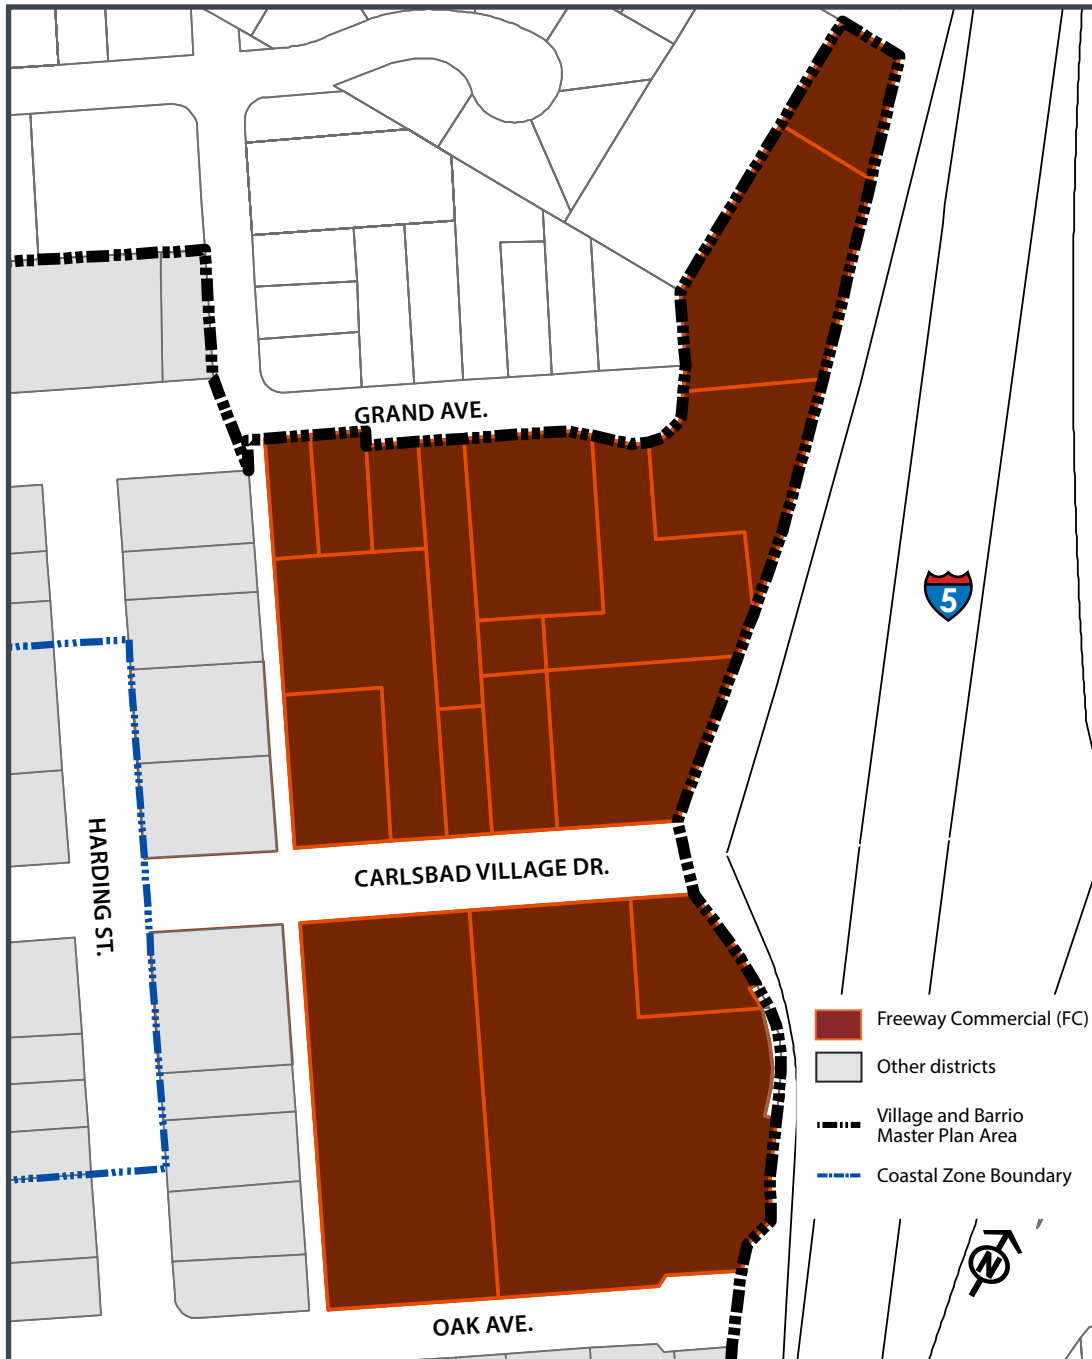 GRAND AVE.
5
HARDING ST.
CARLSBAD VILLAGE DR.
Freeway Commercial (FC)
Other districts
Village and Barrio
Master Plan Area
Coastal Zone Boundary
N
OAK AVE.